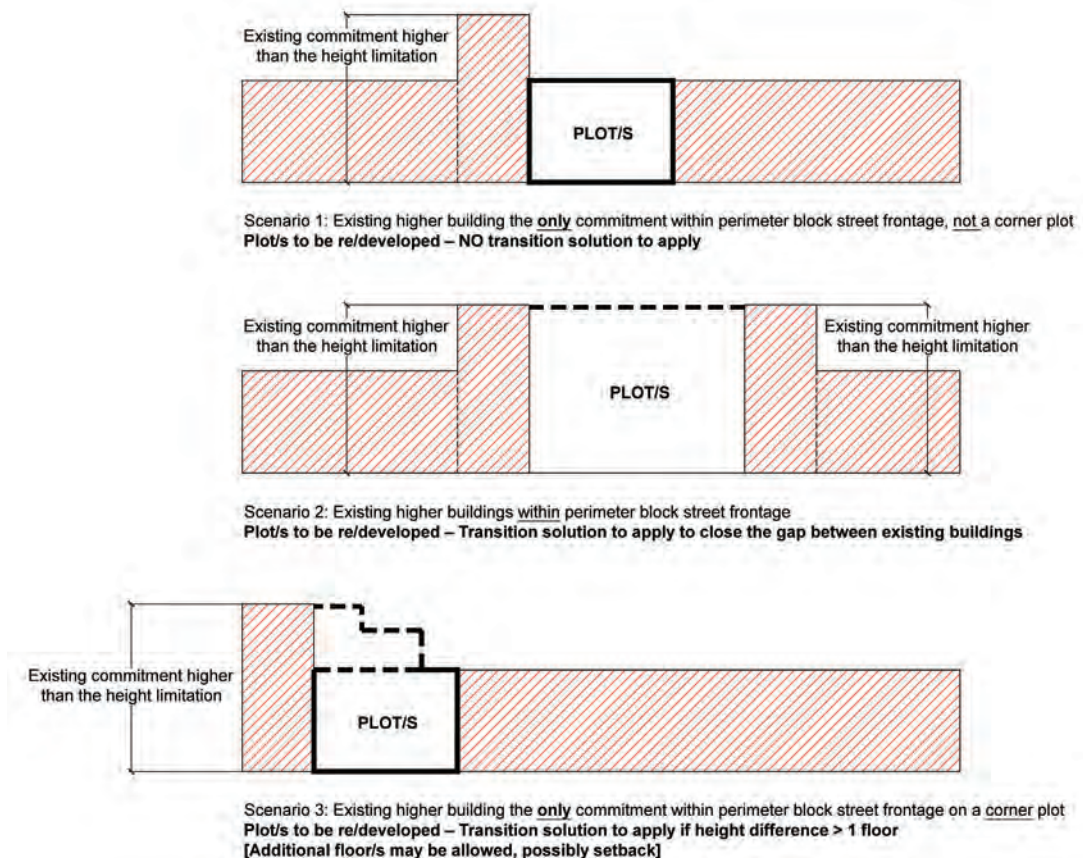 Existing commitment higher
than the height limitation
PLOT/S
Scenario 1: Existing higher building the only commitment within perimeter block street frontage, not a corner plot
Plot/s to be re/developed – NO transition solution to apply
Existing commitment higher
than the height limitation
PLOT/S
Existing commitment higher
than the height limitation
Scenario 2: Existing higher buildings within perimeter block street frontage
Plot/s to be re/developed – Transition solution to apply to close the gap between existing buildings
Existing commitment higher
than the height limitation
PLOT/S
Scenario 3: Existing higher building the only commitment within perimeter block street frontage on a corner plot
Plot/s to be re/developed – Transition solution to apply if height difference > 1 floor
[Additional floor/s may be allowed, possibly setback]